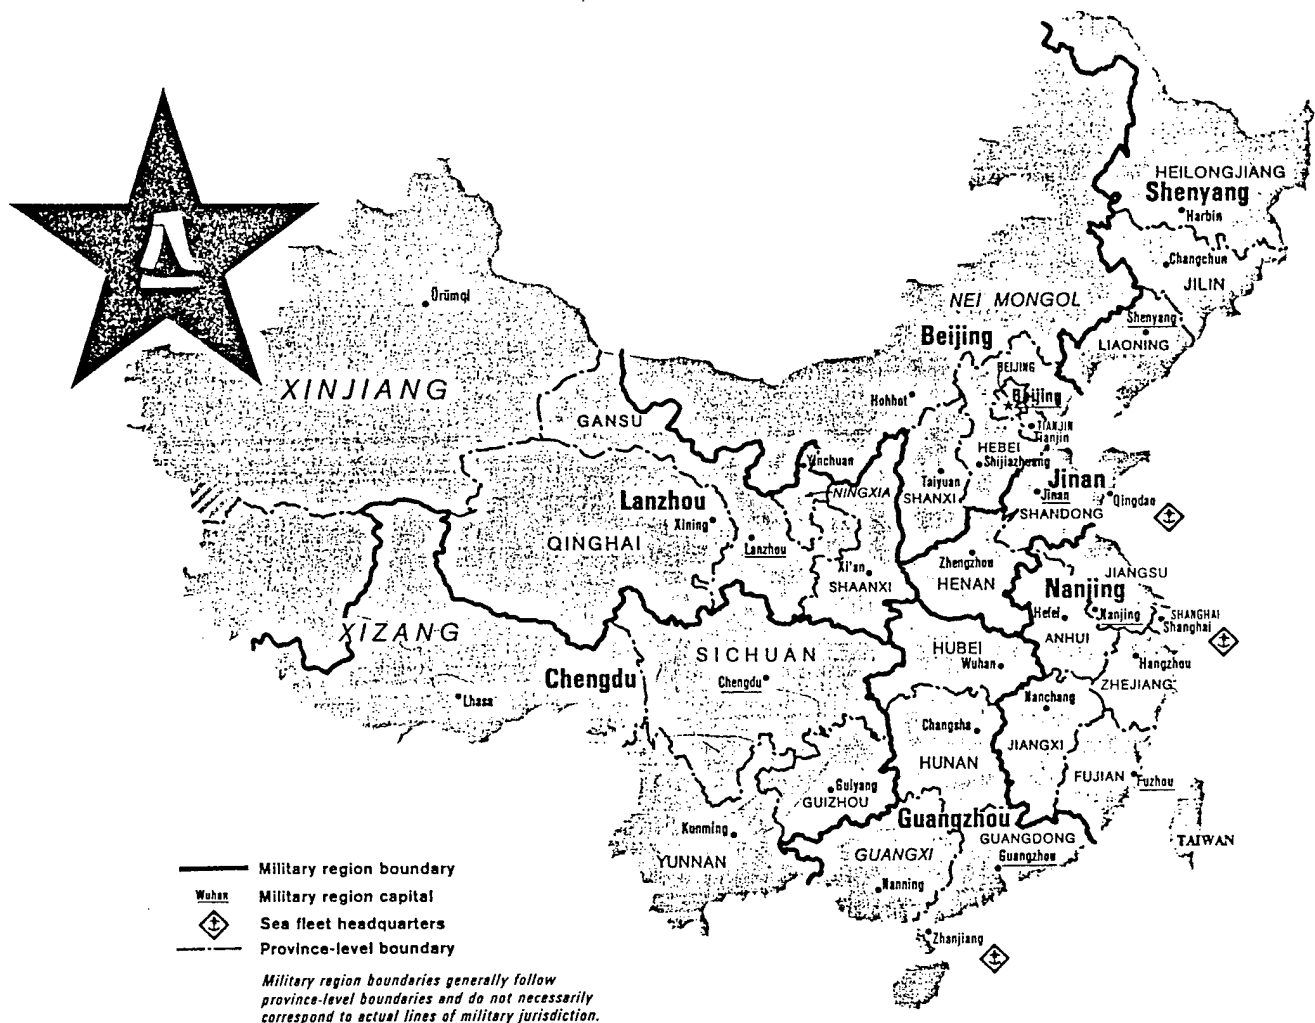 HEILONGJIANG
Shenyang
Harbin
Changchun
JILIN
Ürümqi
NEI MONGOL
Shenyang
LIAONING
Beijing
BEIJING
Beijing
XINJIANG
Hohhot
GANSU
TIANJIN
Tianjin
HEBEI
Shijiazhuang
Yinchuan
Taiyuan
SHANXI
NINGXIA
Jinan
Jinan
Qingdao
SHANDONG
Lanzhou
Xining
QINGHAI
Lanzhou
Xi'an
SHAANXI
Zhengzhou
HENAN
JIANGSU
Nanjing
Hefei
Nanjing
SHANGHAI
Shanghai
ANHUI
XIZANG
SICHUAN
HUBEI
Wuhan
Hangzhou
ZHEJIANG
Chengdu
Chengdu
Lhasa
Nanchang
Changsha
JIANGXI
HUNAN
FUJIAN
Fuzhou
Guiyang
GUIZHOU
Guangzhou
Kunming
YUNNAN
GUANGXI
GUANGDONG
Guangzhou
TAIWAN
Nanning
Zhanjiang
Military region boundary
Wuhan Military region capital
Sea fleet headquarters
Province-level boundary
Military region boundaries generally follow
province-level boundaries and do not necessarily
correspond to actual lines of military jurisdiction.